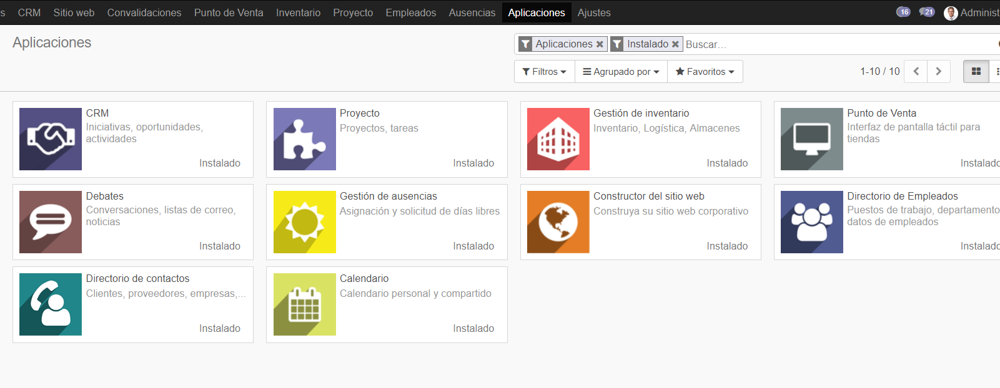 s CRM Sitio web Convalidaciones Punto de Venta Inventario Proyecto Empleados Ausencias Aplicaciones Ajustes 16 21 Administ
Aplicaciones
Aplicaciones Instalado Buscar...
Filtros Agrupado por Favoritos 1-10 / 10
CRM
Iniciativas, oportunidades,
actividades
Instalado
Proyecto
Proyectos, tareas
Instalado
Gestión de inventario
Inventario, Logística, Almacenes
Instalado
Punto de Venta
Interfaz de pantalla táctil para
tiendas
Instalado
Debates
Conversaciones, listas de correo,
noticias
Instalado
Gestión de ausencias
Asignación y solicitud de días libres
Instalado
Constructor del sitio web
Construya su sitio web corporativo
Instalado
Directorio de Empleados
Puestos de trabajo, departamento
datos de empleados
Instalado
Directorio de contactos
Clientes, proveedores, empresas,...
Instalado
Calendario
Calendario personal y compartido
Instalado